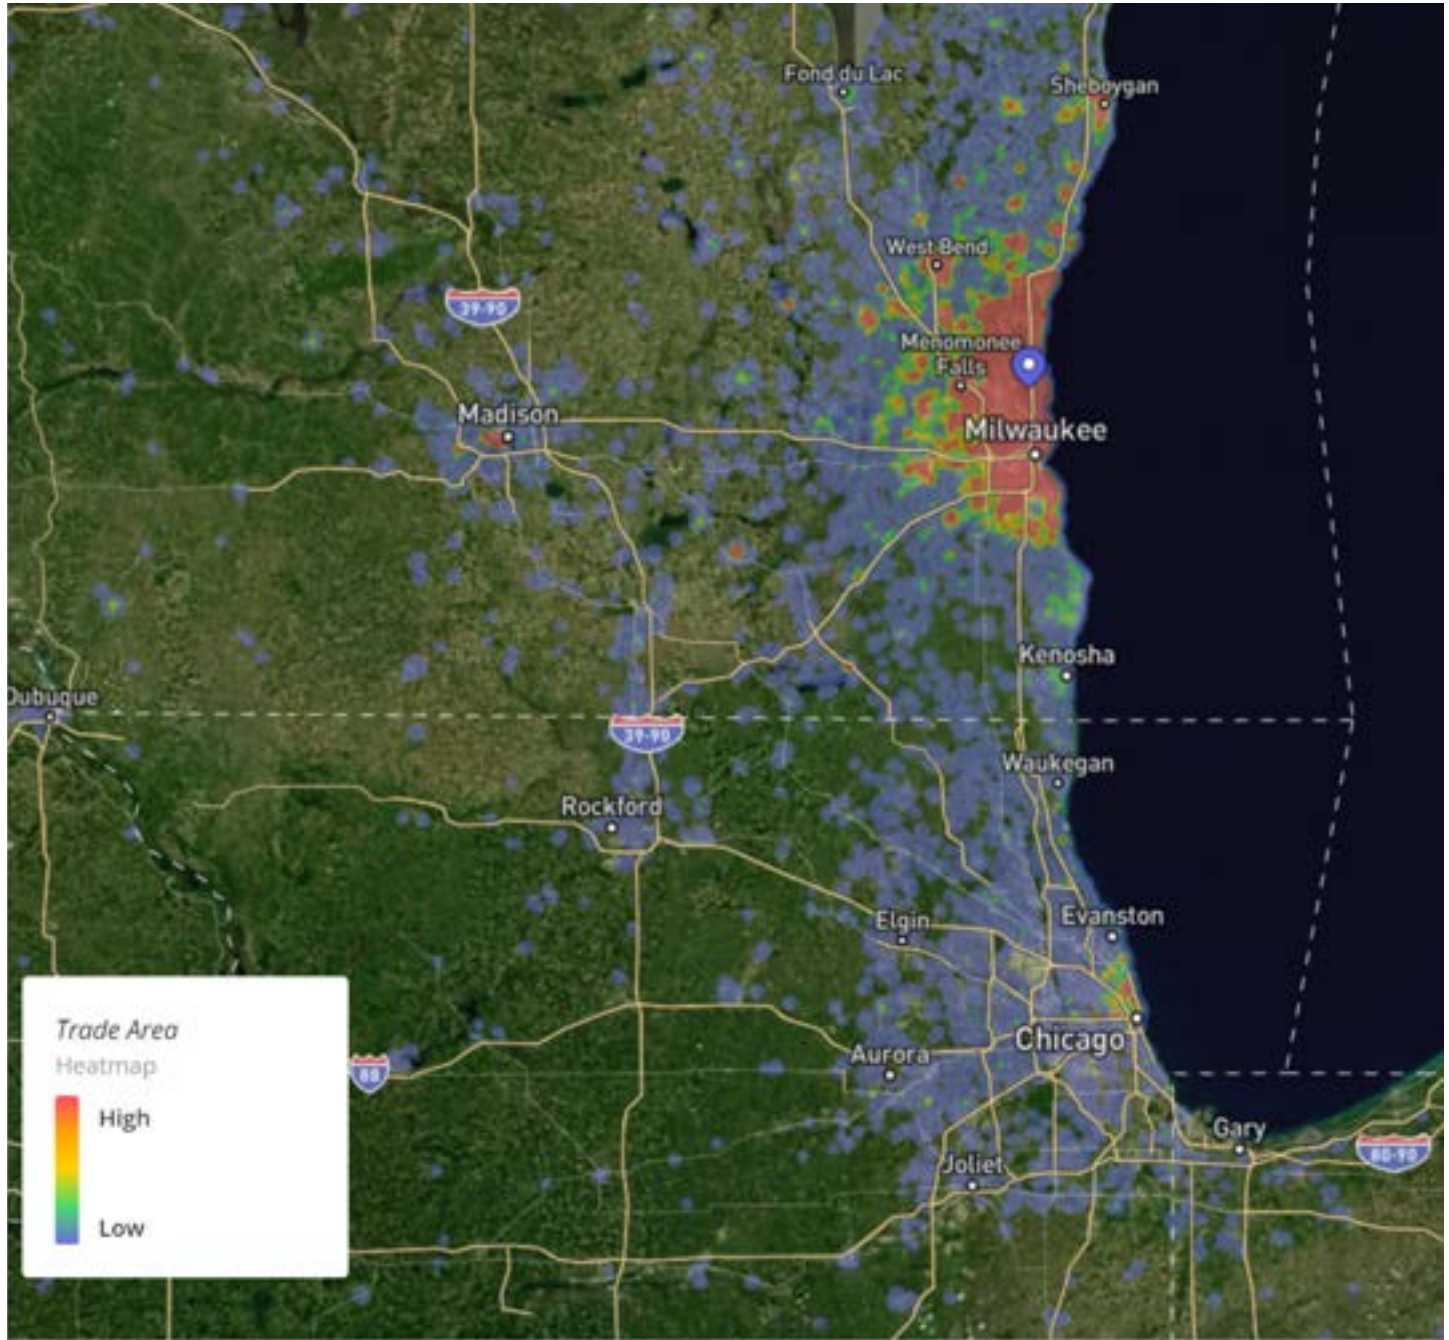 Fond du Lac
Sheboygan
West Bend
39-90
Menomonee
Falls
Madison
Milwaukee
Kenosha
Dubuque
39-90
Waukegan
Rockford
Elgin
Evanston
Trade Area
Heatmap
High
Low
88
Aurora
Chicago
Gary
80-90
Joliet